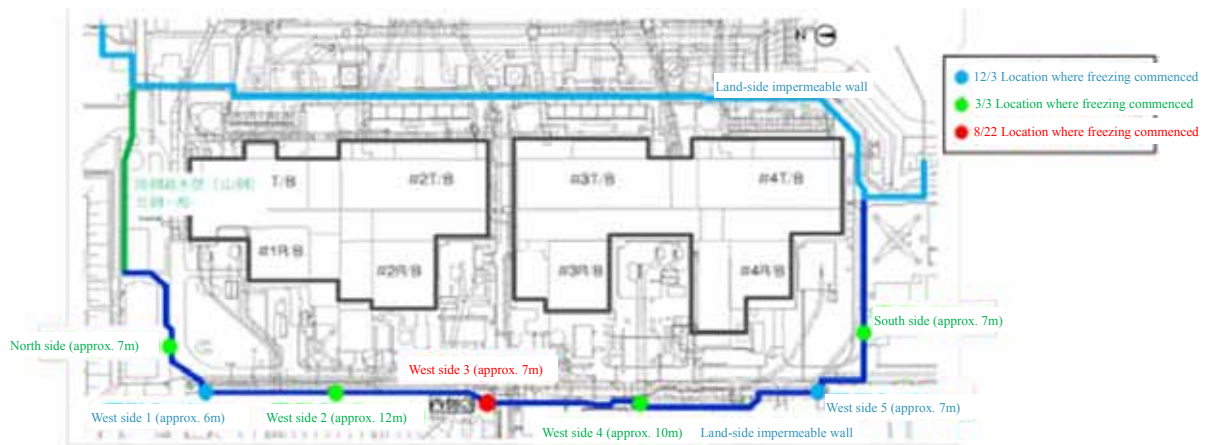 N
Land-side impermeable wall
12/3 Location where freezing commenced
3/3 Location where freezing commenced
8/22 Location where freezing commenced
T/B
#2T/B
#3T/B
#4T/B
#1R/B
#2R/B
#3R/B
#4R/B
North side (approx. 7m)
South side (approx. 7m)
West side 3 (approx. 7m)
West side 1 (approx. 6m)
West side 2 (approx. 12m)
West side 4 (approx. 10m)
Land-side impermeable wall
West side 5 (approx. 7m)